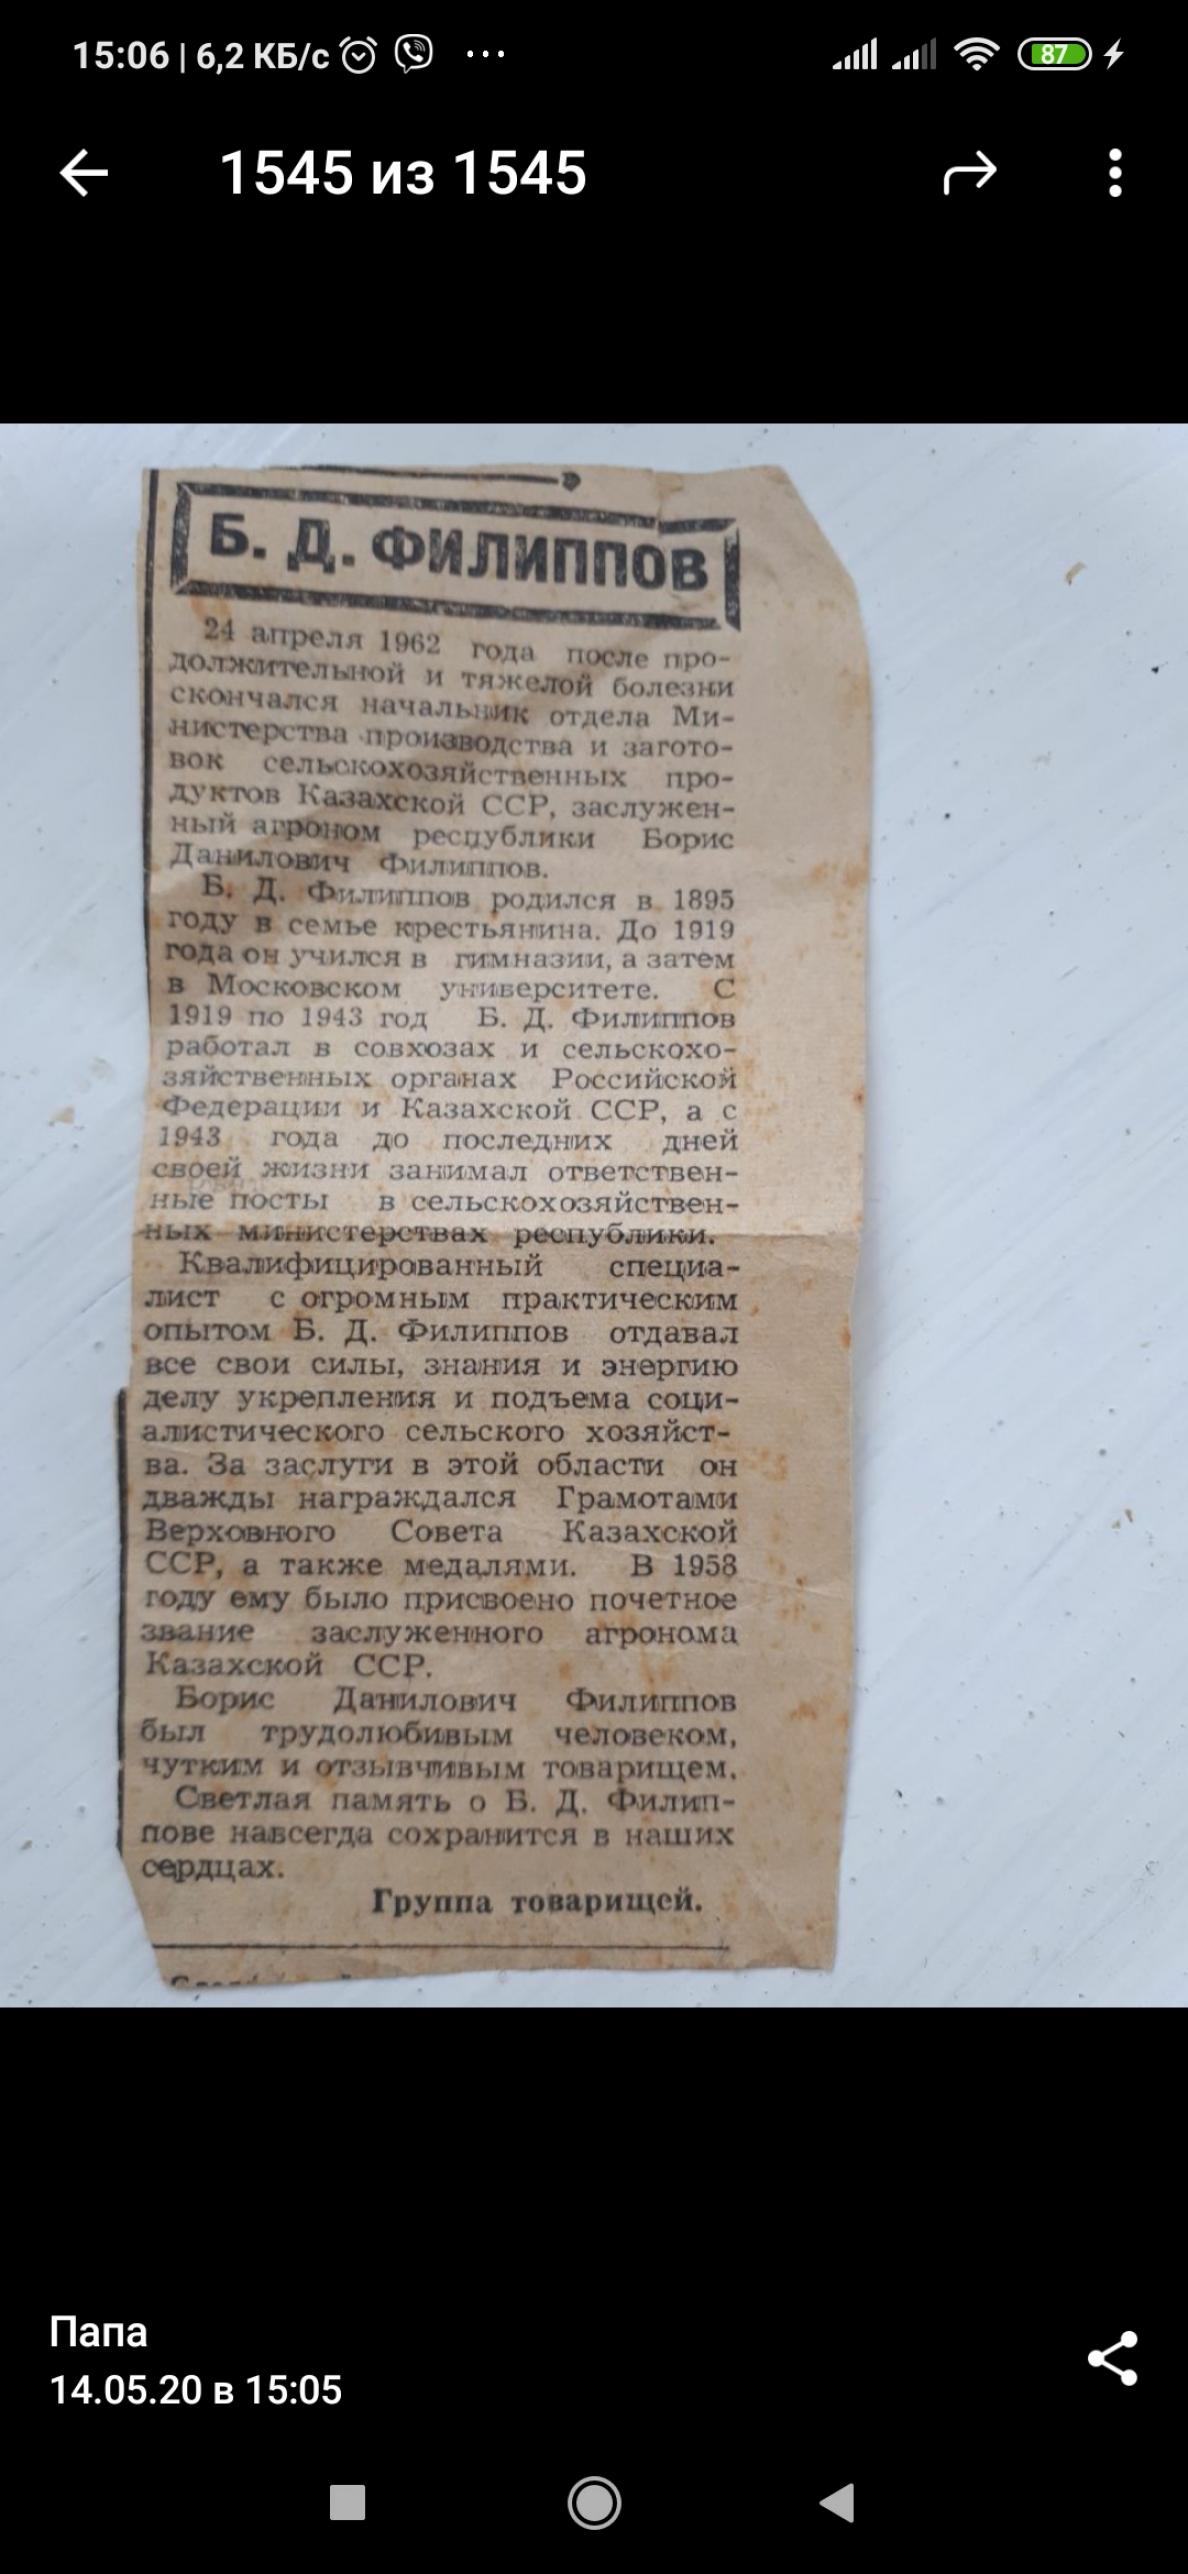 15:06 | 6,2 КБ/с ...
87
1545 из 1545
Б. Д. ФИЛИППОВ
24 апреля 1962 года после про-
должительной и тяжелой болезни
скончался начальник отдела Ми-
нистерства производства и загото-
вок сельскохозяйственных про-
дуктов Казахской ССР, заслужен-
ный агроном республики Борис
Данилович Филиппов.
Б. Д. Филиппов родился в 1895
году в семье крестьянина. До 1919
года он учился в гимназии, а затем
в Московском университете. С
1919 по 1943 год Б. Д. Филиппов
работал в совхозах и сельскохо-
зяйственных органах Российской
Федерации и Казахской ССР, а с
1943 года до последних дней
своей жизни занимал ответствен-
ные посты в сельскохозяйствен-
ных министерствах республики.
Квалифицированный специа-
лист с огромным практическим
опытом Б. Д. Филиппов отдавал
все свои силы, знания и энергию
делу укрепления и подъема соци-
алистического сельского хозяйст-
ва. За заслуги в этой области он
дважды награждался Грамотами
Верховного Совета Казахской
ССР, а также медалями. В 1958
году ему было присвоено почетное
звание заслуженного агронома
Казахской ССР.
Борис Данилович Филиппов
был трудолюбивым человеком,
чутким и отзывчивым товарищем.
Светлая память о Б. Д. Филип-
пове навсегда сохранится в наших
сердцах.
Группа товарищей.
Папа
14.05.20 в 15:05